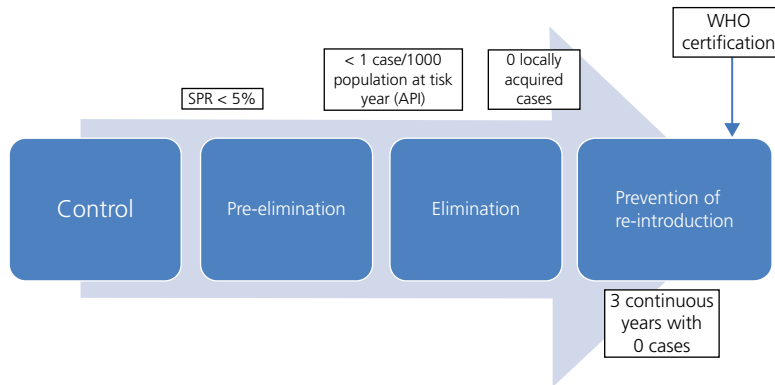 WHO
certification
< 1 case/1000
population at tisk
year (API)
0 locally
acquired
cases
SPR < 5%
Control
Pre-elimination
Elimination
Prevention of
re-introduction
3 continuous
years with
0 cases